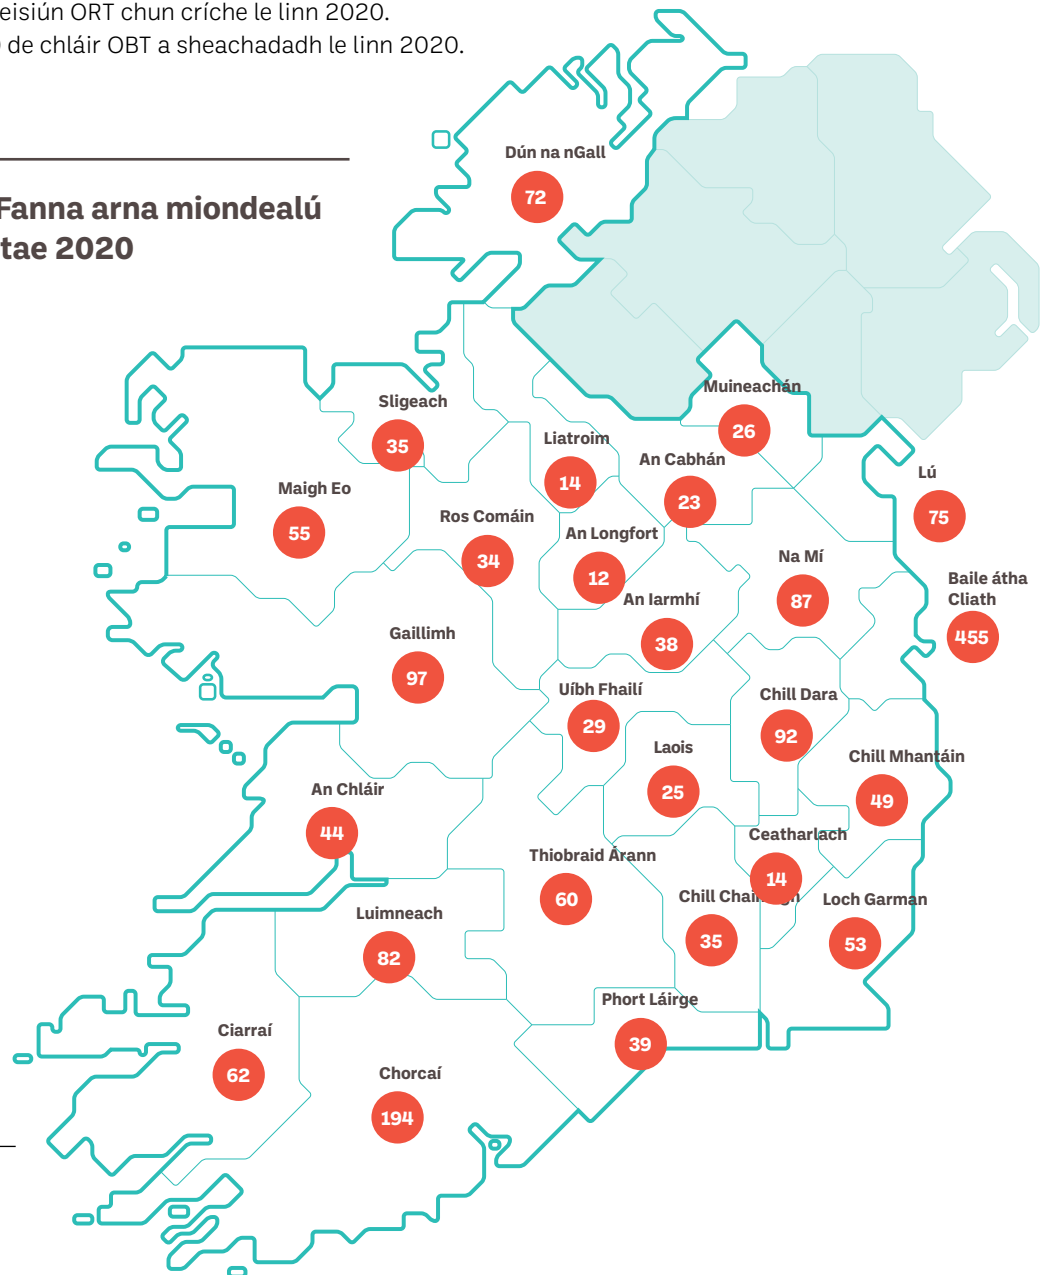 eisiún ORT chun críche le linn 2020.
de chláir OBT a sheachadadh le linn 2020.
Fanna arna miondealú
tae 2020
Dún na nGall
72
Muineachán
26
Sligeach
35
Liatroim
14
An Cabhán
23
Lú
75
Maigh Eo
55
Ros Comáin
34
An Longfort
12
Na Mí
87
Baile átha
Cliath
455
An Iarmhí
38
Gaillimh
97
Uíbh Fhailí
29
Chill Dara
92
Laois
25
Chill Mhantáin
49
An Chláir
44
Ceatharlach
14
Thiobraid Árann
60
Chill
35
Loch Garman
53
Luimneach
82
Phort Láirge
39
Ciarraí
62
Chorcaí
194